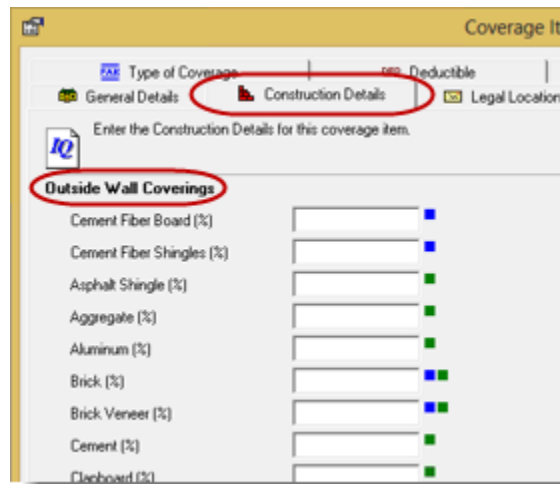 Coverage It
Type of Coverage
Deductible
General Details
Construction Details
Legal Location
Enter the Construction Details for this coverage item.
IQ
Outside Wall Coverings
Cement Fiber Board (%)
Cement Fiber Shingles (%)
Asphalt Shingle (%)
Aggregate (%)
Aluminum (%)
Brick (%)
Brick Veneer (%)
Cement (%)
Clapboard (%)